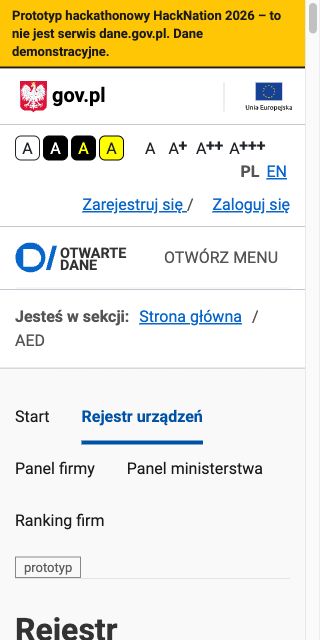 Prototyp hackathonowy HackNation 2026 – to
nie jest serwis dane.gov.pl. Dane
demonstracyjne.
gov.pl
Unia Europejska
A A A A A A+ A++ A+++
PL EN
Zarejestruj się / Zaloguj się
OTWARTE
DANE
OTWÓRZ MENU
Jesteś w sekcji: Strona główna /
AED
Start Rejestr urządzeń
Panel firmy Panel ministerstwa
Ranking firm
prototyp
Rejestr